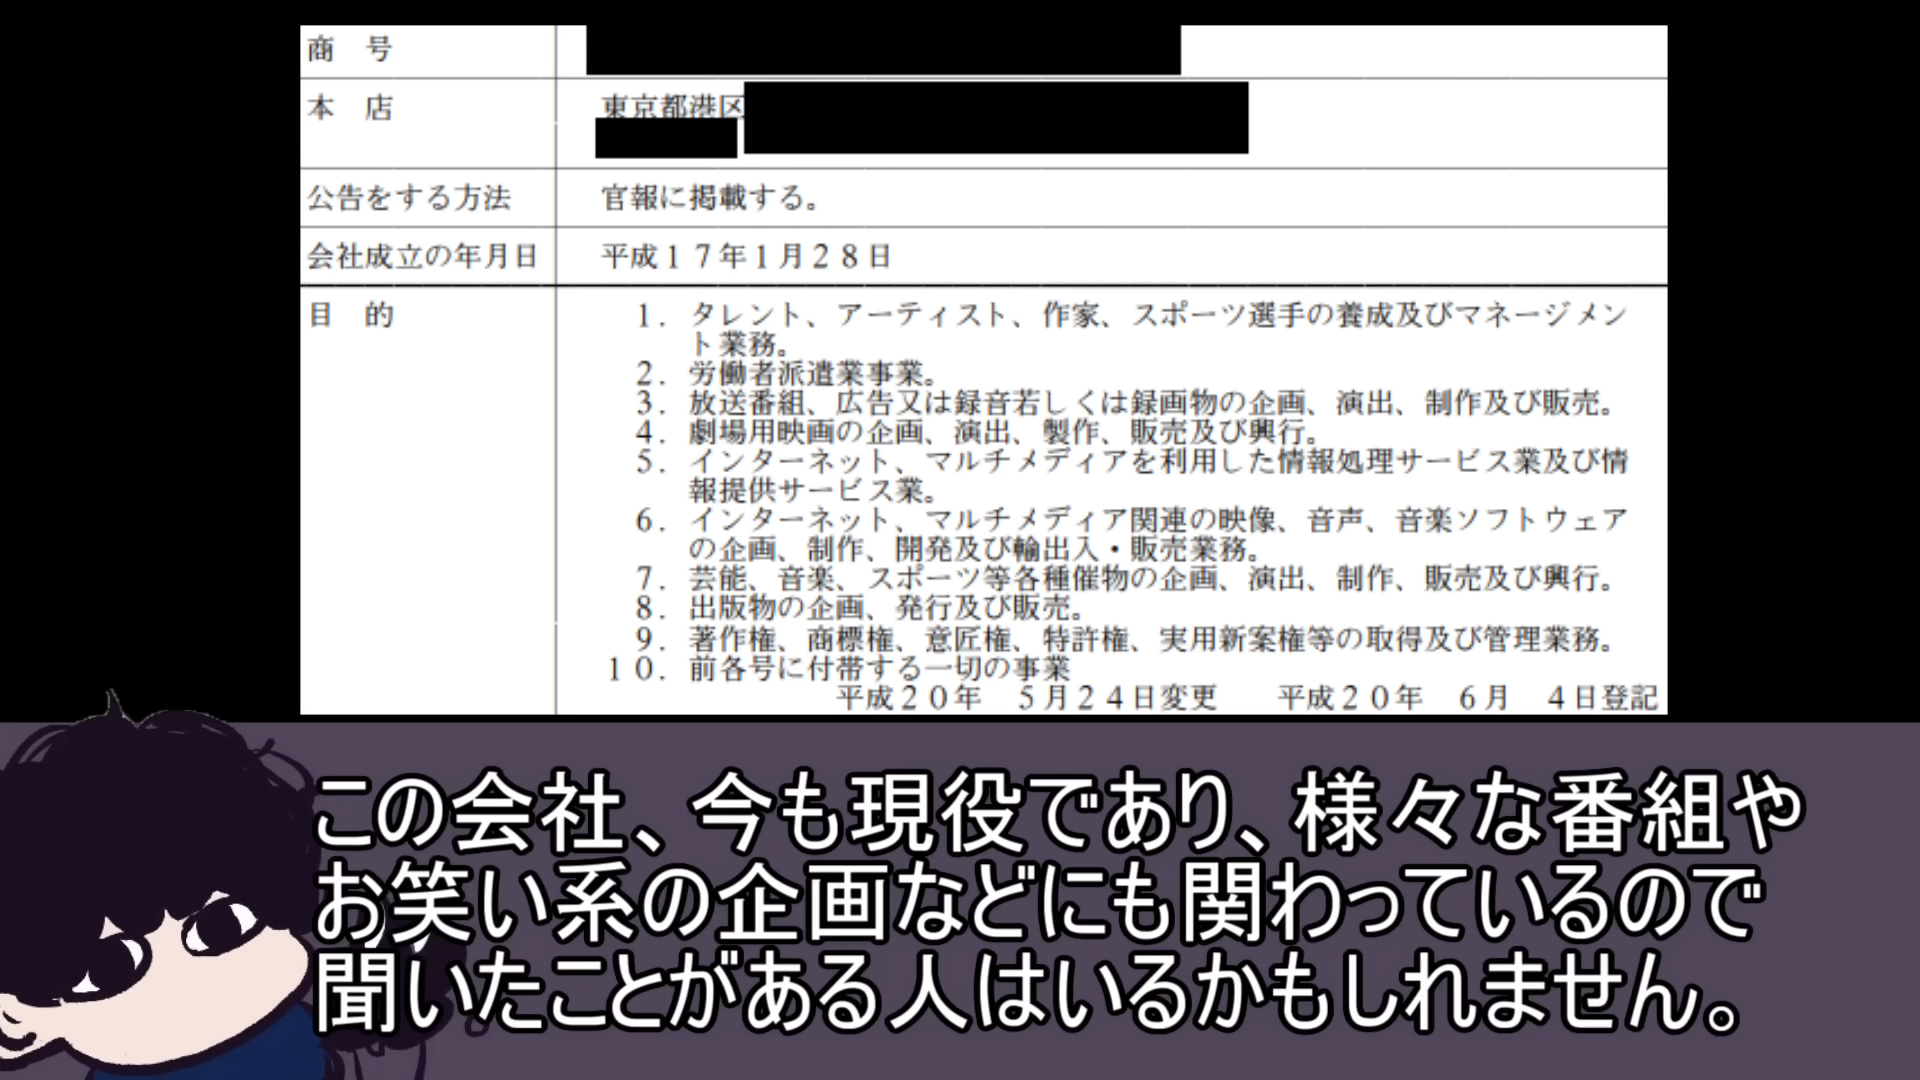 商　号
本　店　東京都港区
公告をする方法　官報に掲載する。
会社成立の年月日　平成１７年１月２８日
目　的　１．タレント、アーティスト、作家、スポーツ選手の養成及びマネージメン
ト業務。
２．労働者派遣業事業。
３．放送番組、広告又は録音若しくは録画物の企画、演出、制作及び販売。
４．劇場用映画の企画、演出、製作、販売及び興行。
５．インターネット、マルチメディアを利用した情報処理サービス業及び情
報提供サービス業。
６．インターネット、マルチメディア関連の映像、音声、音楽ソフトウェア
の企画、制作、開発及び輸出入・販売業務。
７．芸能、音楽、スポーツ等各種催物の企画、演出、制作、販売及び興行。
８．出版物の企画、発行及び販売。
９．著作権、商標権、意匠権、特許権、実用新案権等の取得及び管理業務。
１０．前各号に付帯する一切の事業
平成２０年　５月２４日変更　　平成２０年　６月　４日登記
この会社、今も現役であり、様々な番組や
お笑い系の企画などにも関わっているので
聞いたことがある人はいるかもしれません。